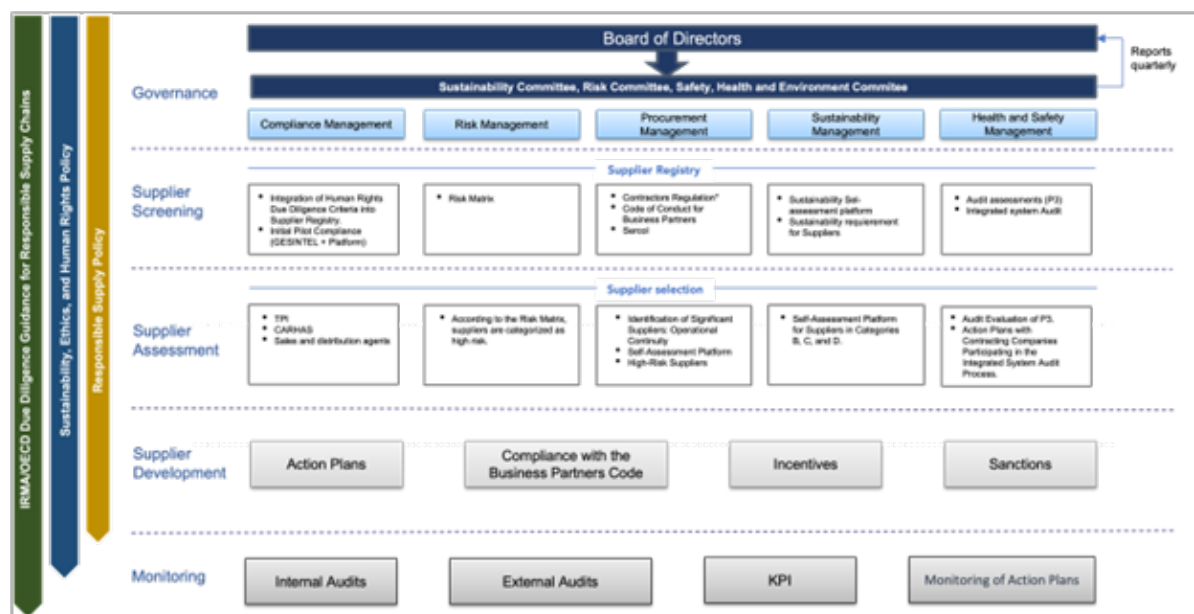 IRMA/OECD Due Diligence Guidance for Responsible Supply Chains
Sustainability, Ethics, and Human Rights Policy
Responsible Supply Policy
Board of Directors
Reports
quarterly
Governance
Sustainability Committee, Risk Committee, Safety, Health and Environment Commitee
Compliance Management
Risk Management
Procurement
Management
Sustainability
Management
Health and Safety
Management
Supplier Registry
Supplier
Screening
Integration of Human Rights
Due Diligence Criteria into
Supplier Registry.
Initial Pilot Compliance
(GESINTEL + Platform)
Risk Matrix
Contractors Regulation*
Code of Conduct for
Business Partners
Sercol
Sustainability Sel-
assessment platform
Sustainability requierement
for Suppliers
Audit assessments (P3)
Integrated system Audit
Supplier selection
Supplier
Assessment
TPI
CARHAS
Sales and distribution agents
According to the Risk Matrix,
suppliers are categorized as
high risk.
Identification of Significant
Suppliers: Operational
Continuity
Self-Assessment Platform
High-Risk Suppliers
Self-Assessment Platform
for Suppliers in Categories
B, C, and D.
Audit Evaluation of P3.
Action Plans with
Contracting Companies
Participating in the
Integrated System Audit
Process.
Supplier
Development
Action Plans
Compliance with the
Business Partners Code
Incentives
Sanctions
Monitoring
Internal Audits
External Audits
KPI
Monitoring of Action Plans